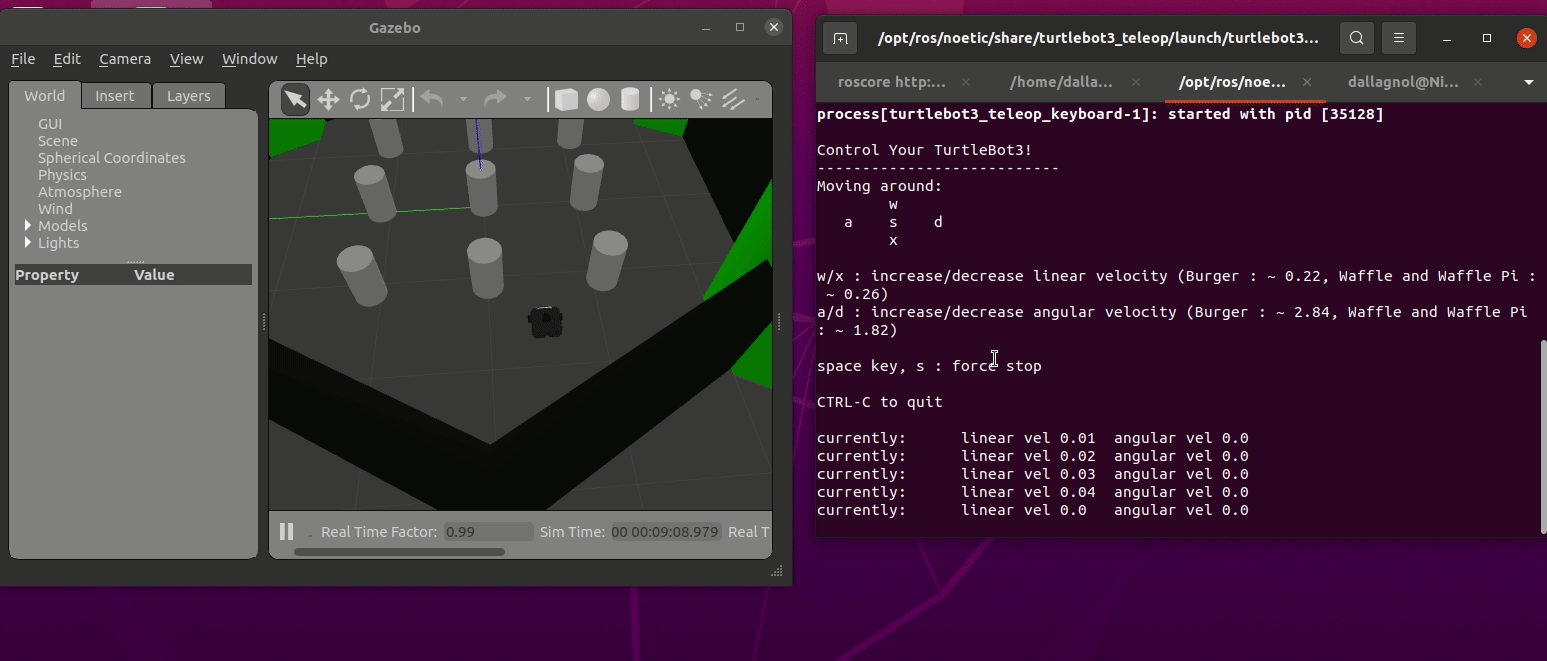 Gazebo
File Edit Camera View Window Help
World Insert Layers
GUI
Scene
Spherical Coordinates
Physics
Atmosphere
Wind
Models
Lights
Property Value
Real Time Factor: 0.99 Sim Time: 00 00:09:08.979 Real T
/opt/ros/noetic/share/turtlebot3_teleop/launch/turtlebot3...
roscore http:... /home/dalla... /opt/ros/noe... dallagnol@Ni...
process[turtlebot3_teleop_keyboard-1]: started with pid [35128]
Control Your TurtleBot3!
---------------------------
Moving around:
w
a s d
x
w/x : increase/decrease linear velocity (Burger : ~ 0.22, Waffle and Waffle Pi :
~ 0.26)
a/d : increase/decrease angular velocity (Burger : ~ 2.84, Waffle and Waffle Pi
: ~ 1.82)
space key, s : force stop
CTRL-C to quit
currently: linear vel 0.01 angular vel 0.0
currently: linear vel 0.02 angular vel 0.0
currently: linear vel 0.03 angular vel 0.0
currently: linear vel 0.04 angular vel 0.0
currently: linear vel 0.0 angular vel 0.0